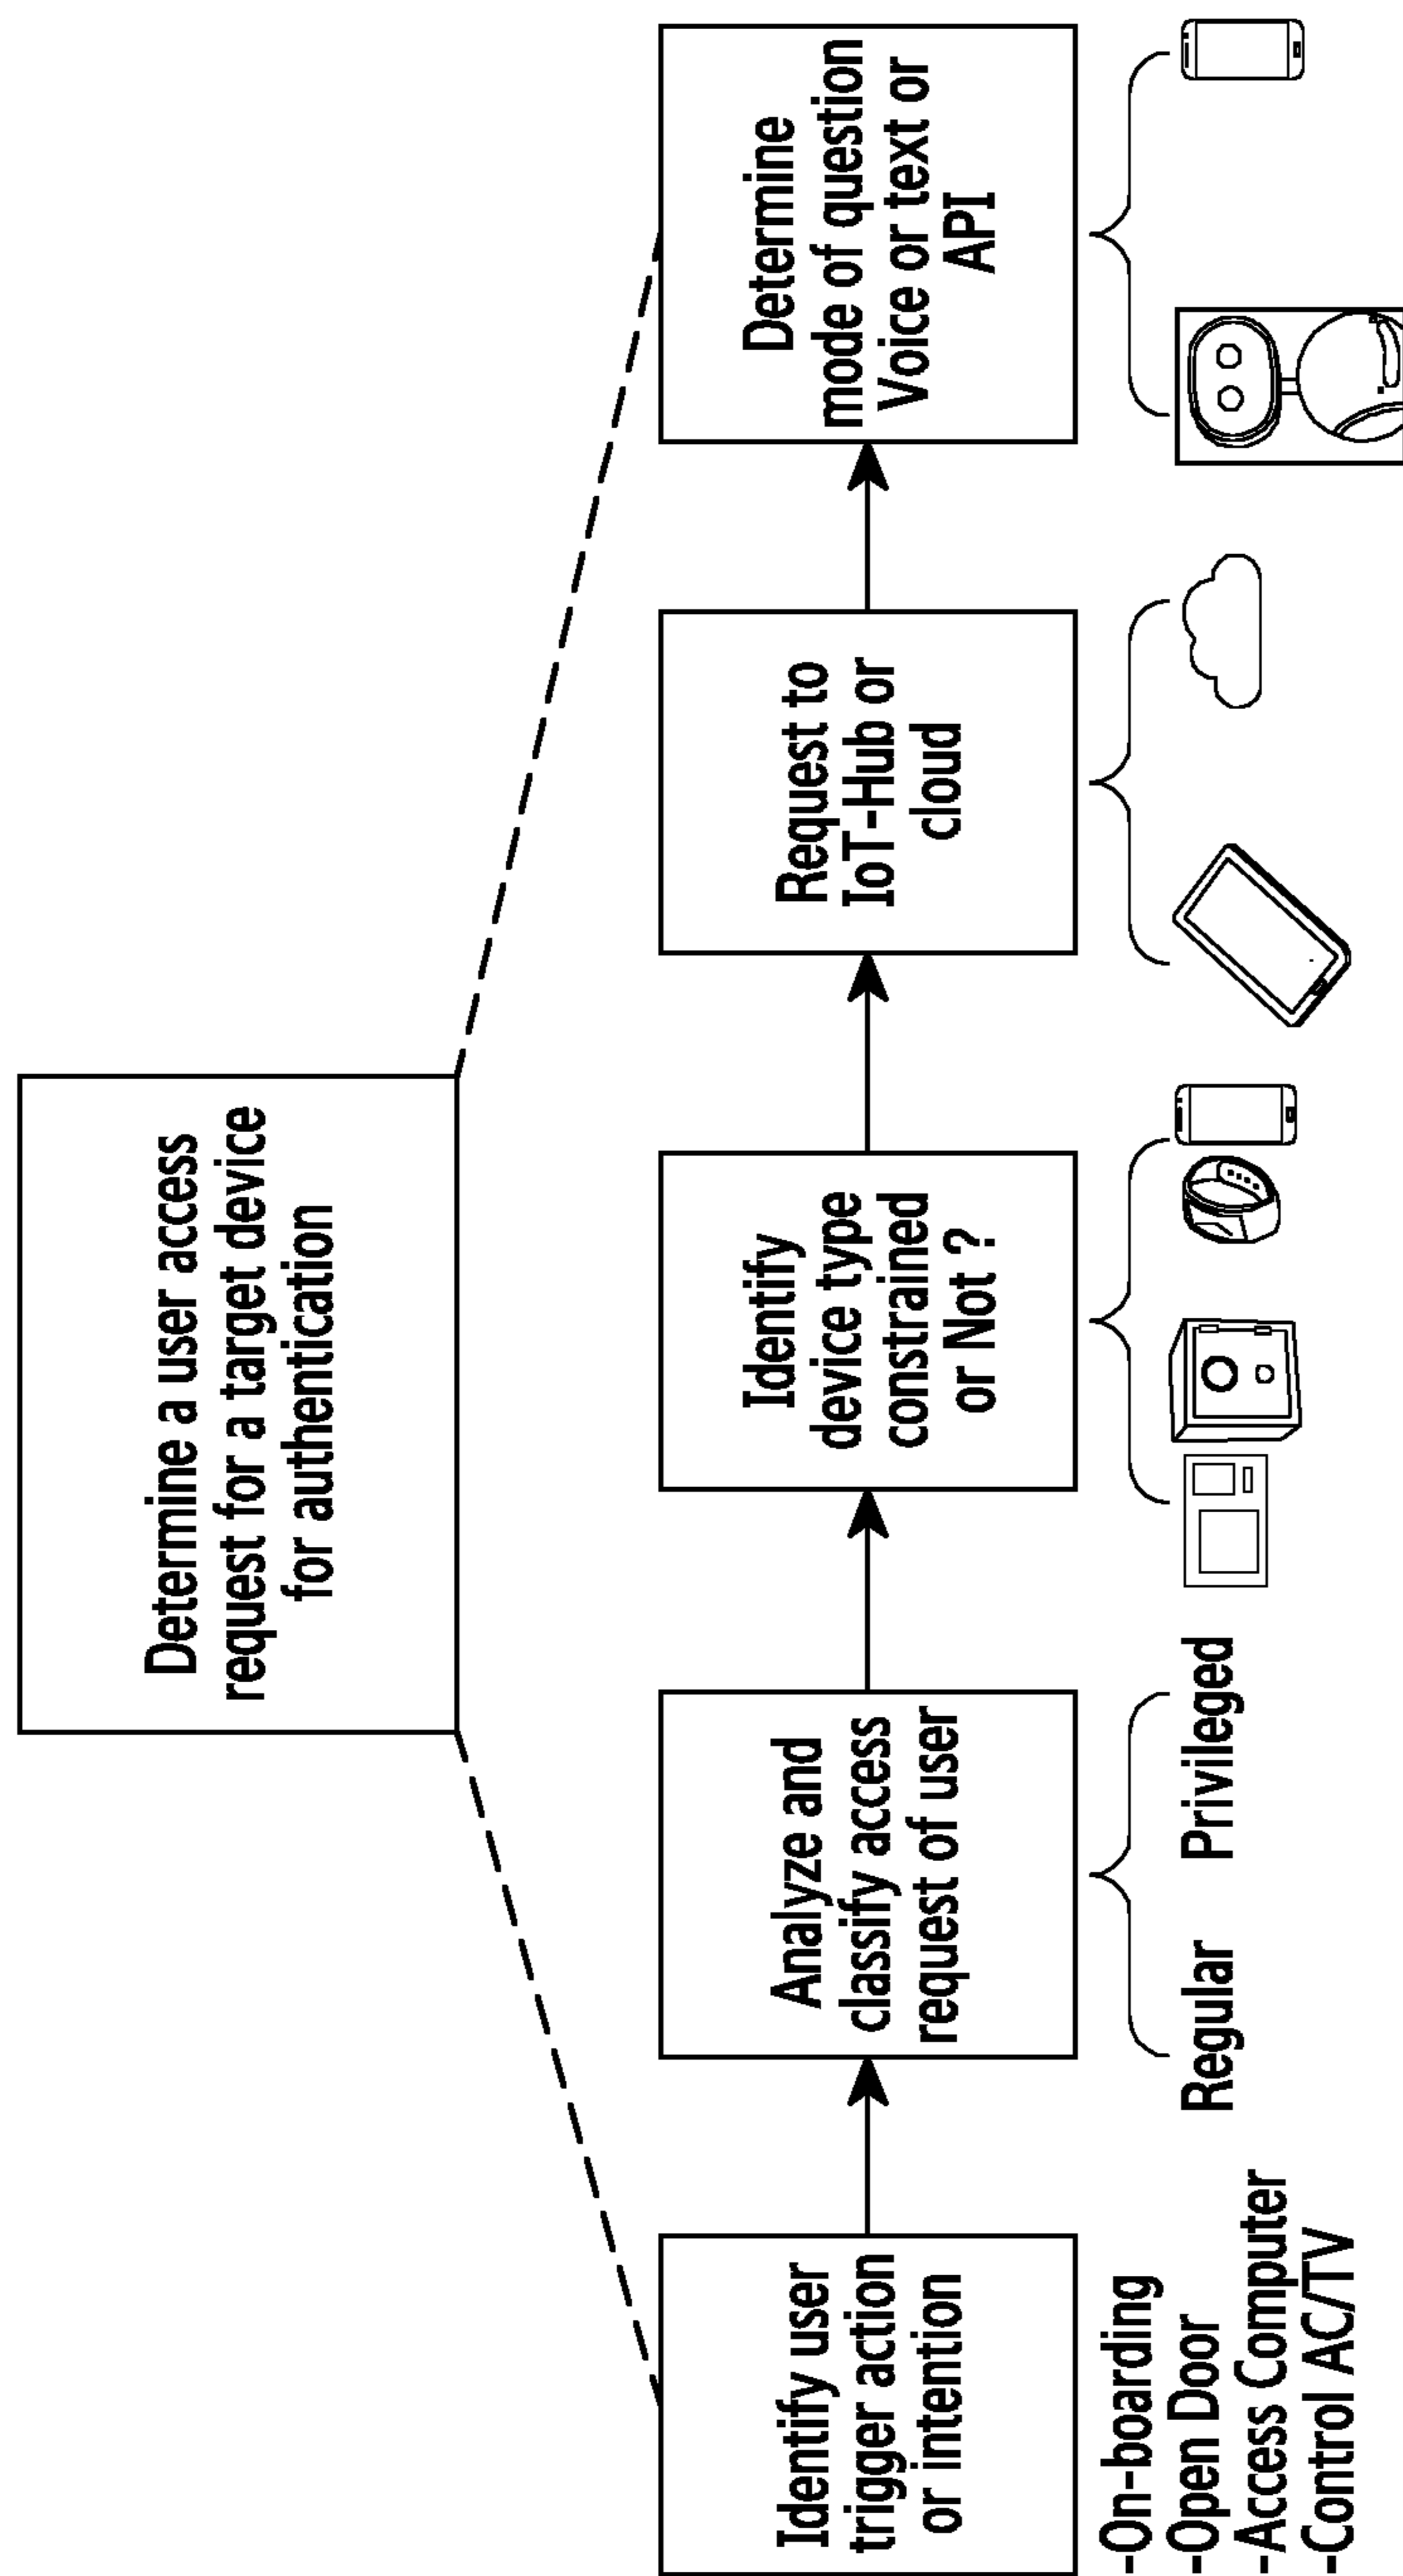 Determine a user access
request for a target device
for authentication
Identify user
trigger action
or intention
-On-boarding
-Open Door
-Access Computer
-Control AC/TV
Analyze and
classify access
request of user
Regular Privileged
Identify
device type
constrained
or Not ?
Request to
IoT-Hub or
cloud
Determine
mode of question
Voice or text or
API